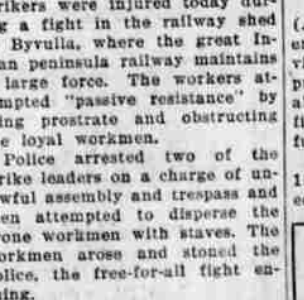 rikers were injured today dur-
g a fight in the railway shed
Byvulla, where the great In-
an peninsula railway maintains
large force. The workers at-
mpted "passive resistance" by
ing prostrate and obstructing
e loyal workmen.
Police arrested two of the
rike leaders on a charge of un-
wful assembly and trespass and
en attempted to disperse the
one workmen with staves. The
orkmen arose and stoned the
olice, the free-for-all fight en-
ing.